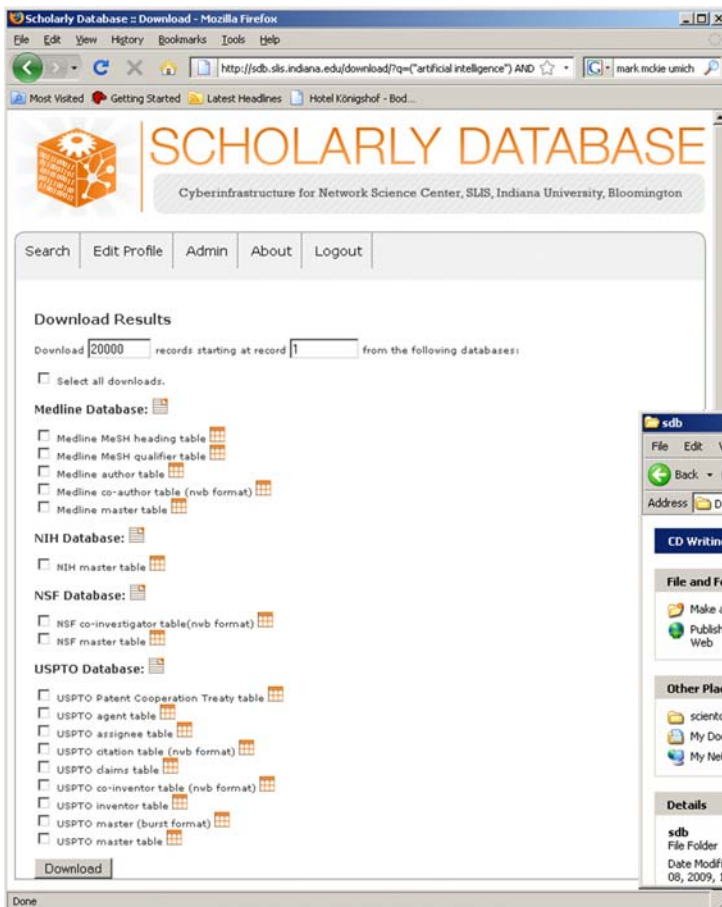 Scholarly Database :: Download - Mozilla Firefox
File Edit View History Bookmarks Tools Help
http://sdb.slis.indiana.edu/download/?q=("artificial intelligence") AND
mark mckie umich
Most Visited Getting Started Latest Headlines Hotel Königshof - Bod...
SCHOLARLY DATABASE
Cyberinfrastructure for Network Science Center, SLIS, Indiana University, Bloomington
Search Edit Profile Admin About Logout
Download Results
Download 20000 records starting at record 1 from the following databases:
Select all downloads.
Medline Database:
Medline MeSH heading table
Medline MeSH qualifier table
Medline author table
Medline co-author table (nvb format)
Medline master table
NIH Database:
NIH master table
NSF Database:
NSF co-investigator table(nwb format)
NSF master table
USPTO Database:
USPTO Patent Cooperation Treaty table
USPTO agent table
USPTO assignee table
USPTO citation table (nvb format)
USPTO claims table
USPTO co-inventor table (nvb format)
USPTO inventor table
USPTO master (burst format)
USPTO master table
Download
Done
sdb
File Edit
Back
Address
CD Writin
File and F
Make
Publish
Web
Other Plac
sciento
My Do
My Ne
Details
sdb
File Folder
Date Modif
08, 2009,